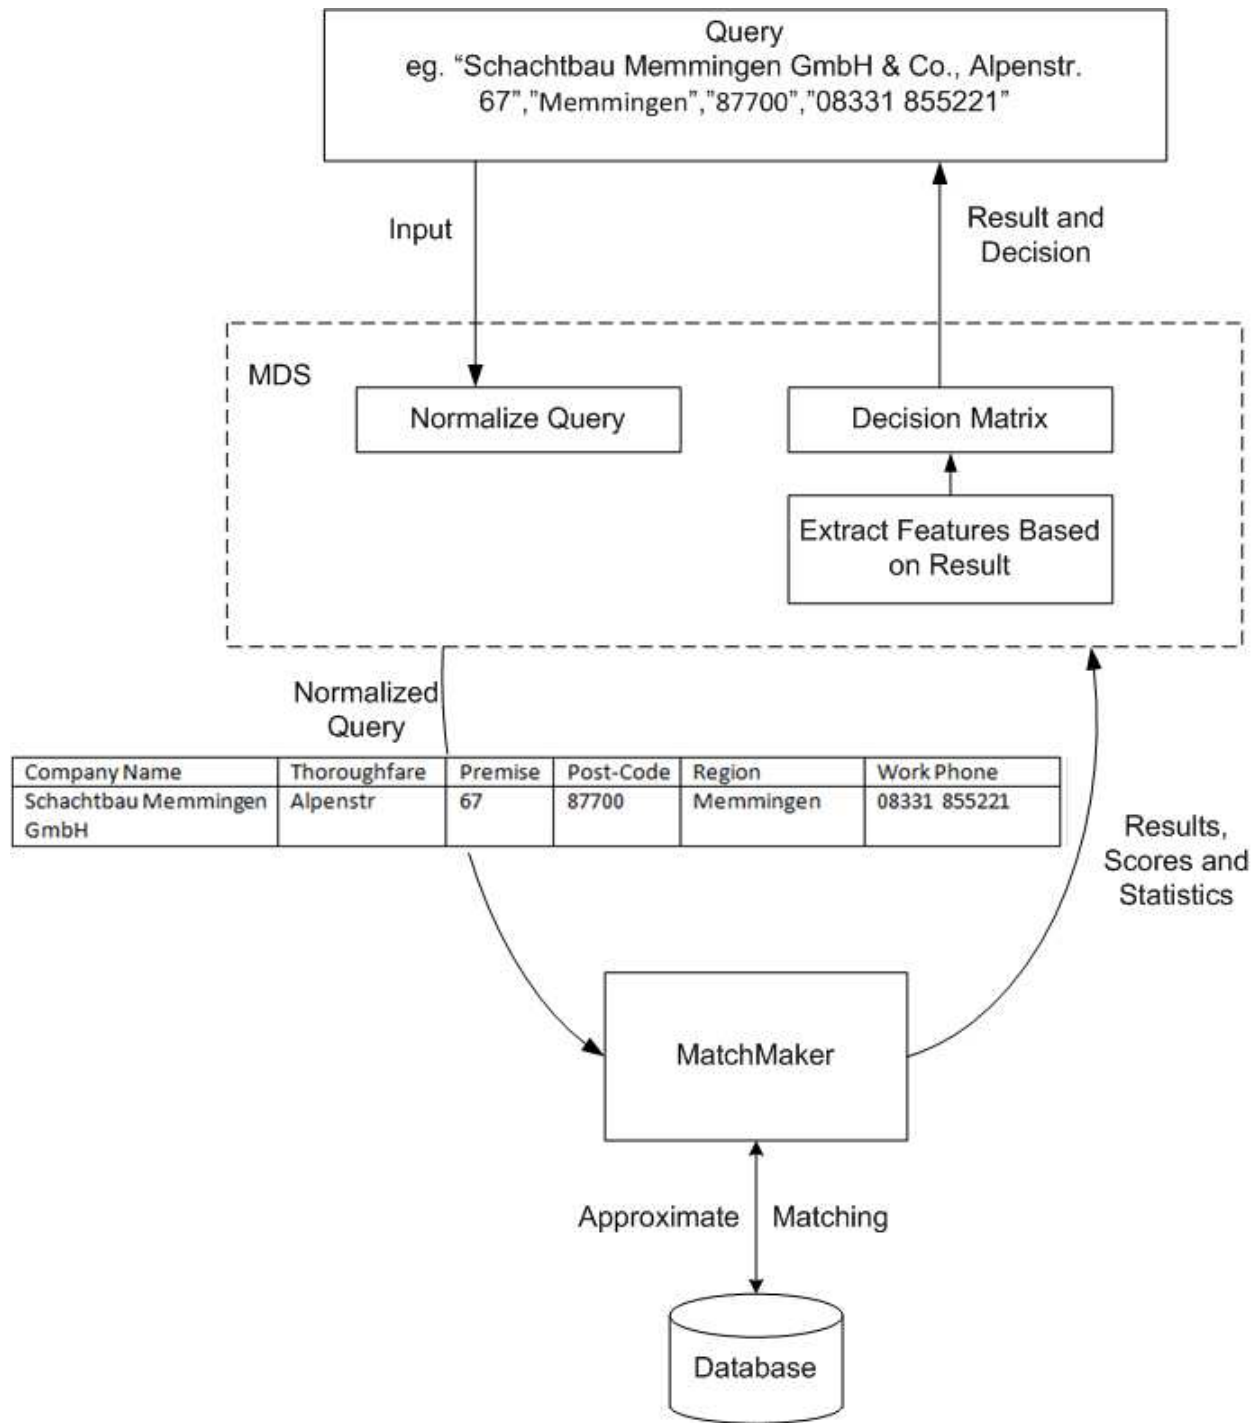 Query
eg. “Schachtbau Memmingen GmbH & Co., Alpenstr.
67”,”Memmingen”,”87700”,”08331 855221”
Input
Result and
Decision
MDS
Normalize Query
Decision Matrix
Extract Features Based
on Result
Normalized
Query
Company Name Thoroughfare Premise Post-Code Region Work Phone
Schachtbau Memmingen Alpenstr 67 87700 Memmingen 08331 855221
GmbH
Results,
Scores and
Statistics
MatchMaker
Approximate Matching
Database